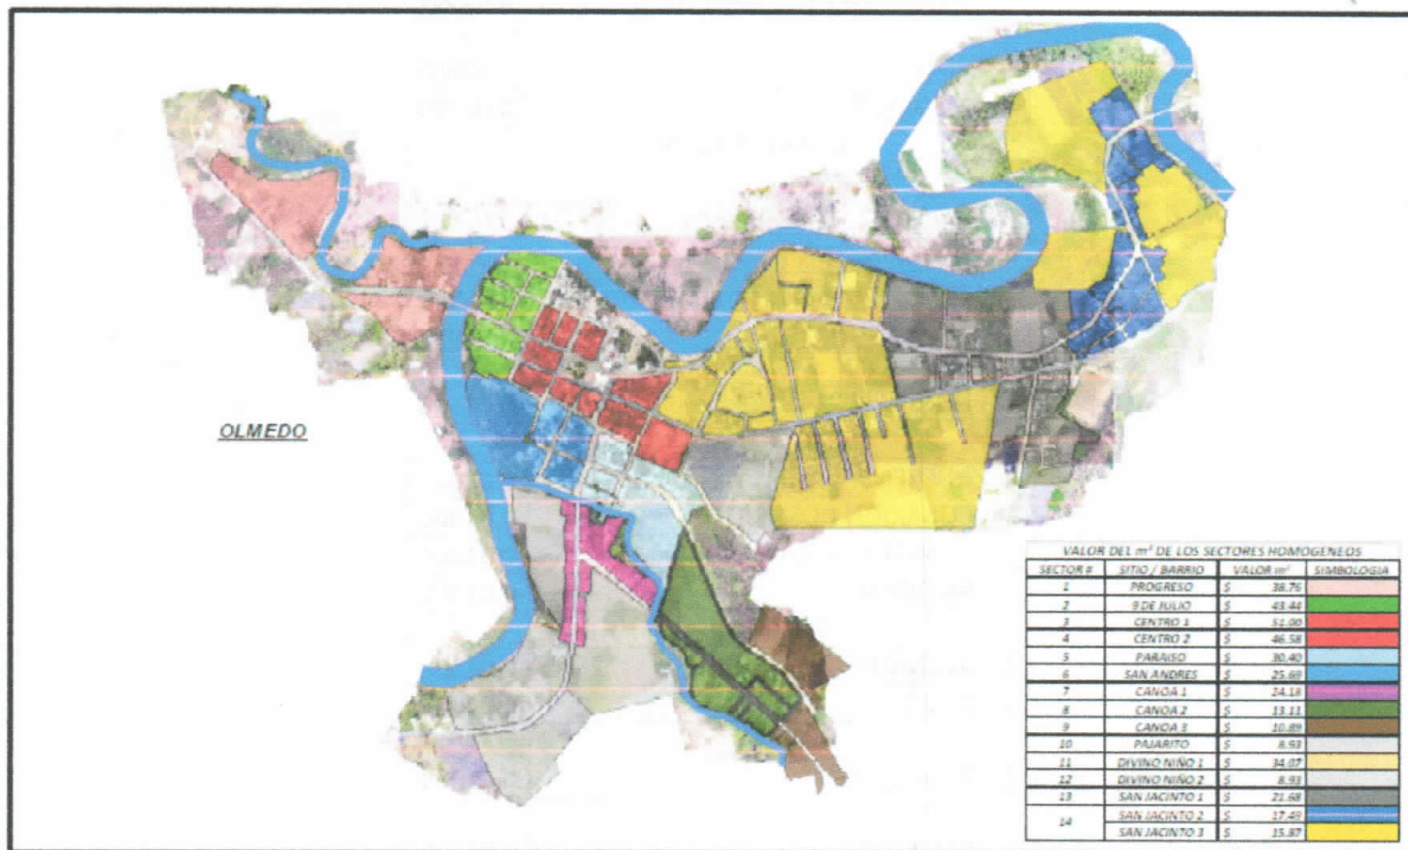 OLMEDO
VALOR DEL m² DE LOS SECTORES HOMOGENEOS
SECTOR # SITIO / BARRIO VALOR m² SIMBOLOGIA
1 PROGRESO $ 38.76
2 9 DE JULIO $ 43.44
3 CENTRO 1 $ 51.00
4 CENTRO 2 $ 46.58
5 PARAISO $ 30.40
6 SAN ANDRES $ 25.69
7 CANOA 1 $ 24.18
8 CANOA 2 $ 13.11
9 CANOA 3 $ 10.89
10 PAJARITO $ 8.93
11 DIVINO NIÑO 1 $ 34.07
12 DIVINO NIÑO 2 $ 8.93
13 SAN JACINTO 1 $ 21.68
14 SAN JACINTO 2 $ 17.49
SAN JACINTO 3 $ 15.87